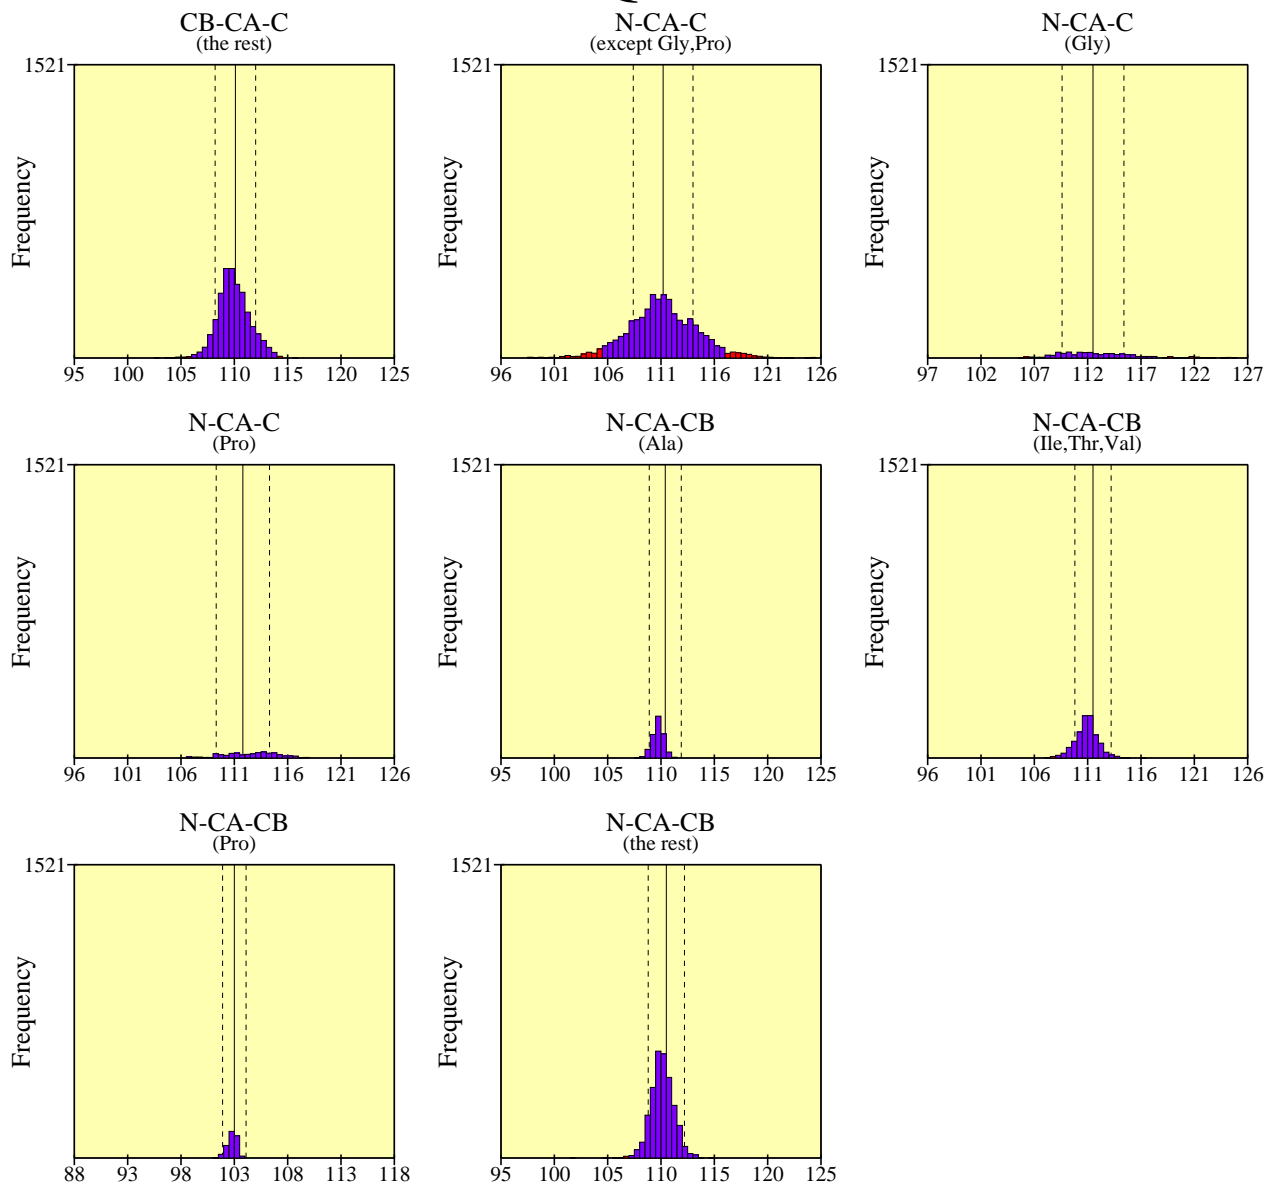 CB-CA-C
(the rest)
1521
Frequency
95 100 105 110 115 120 125
N-CA-C
(except Gly,Pro)
1521
Frequency
96 101 106 111 116 121 126
N-CA-C
(Gly)
1521
Frequency
97 102 107 112 117 122 127
N-CA-C
(Pro)
1521
Frequency
96 101 106 111 116 121 126
N-CA-CB
(Ala)
1521
Frequency
95 100 105 110 115 120 125
N-CA-CB
(Ile,Thr,Val)
1521
Frequency
96 101 106 111 116 121 126
N-CA-CB
(Pro)
1521
Frequency
88 93 98 103 108 113 118
N-CA-CB
(the rest)
1521
Frequency
95 100 105 110 115 120 125